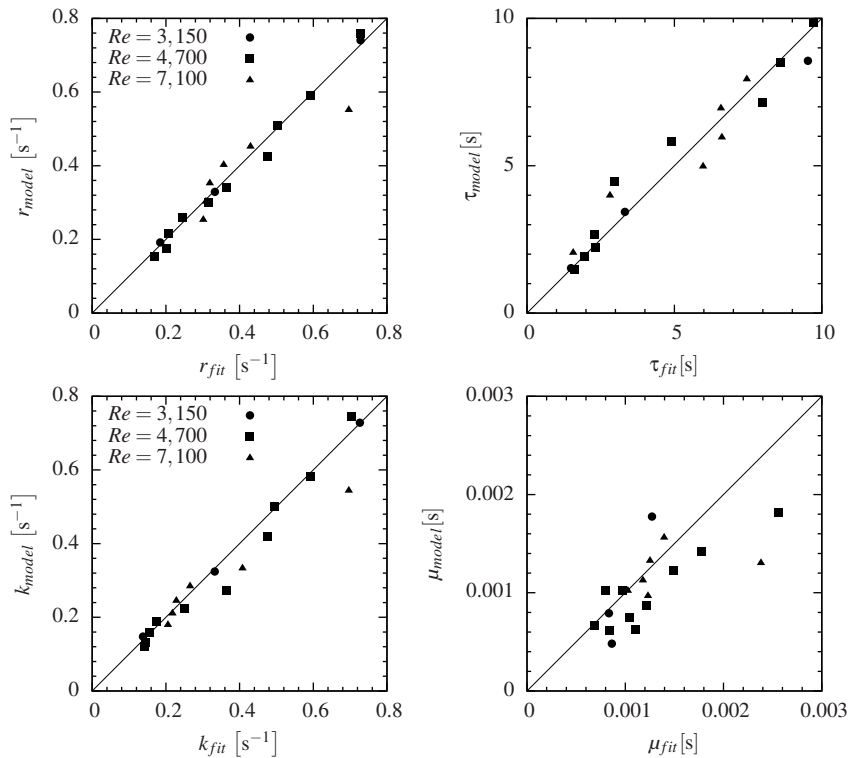 Re = 3,150
Re = 4,700
Re = 7,100
0.8
0.6
0.4
0.2
0
r_model [s⁻¹]
0 0.2 0.4 0.6 0.8
r_fit [s⁻¹]
10
5
0
τ_model[s]
0 5 10
τ_fit[s]
Re = 3,150
Re = 4,700
Re = 7,100
0.8
0.6
0.4
0.2
0
k_model [s⁻¹]
0 0.2 0.4 0.6 0.8
k_fit [s⁻¹]
0.003
0.002
0.001
0
μ_model[s]
0 0.001 0.002 0.003
μ_fit[s]